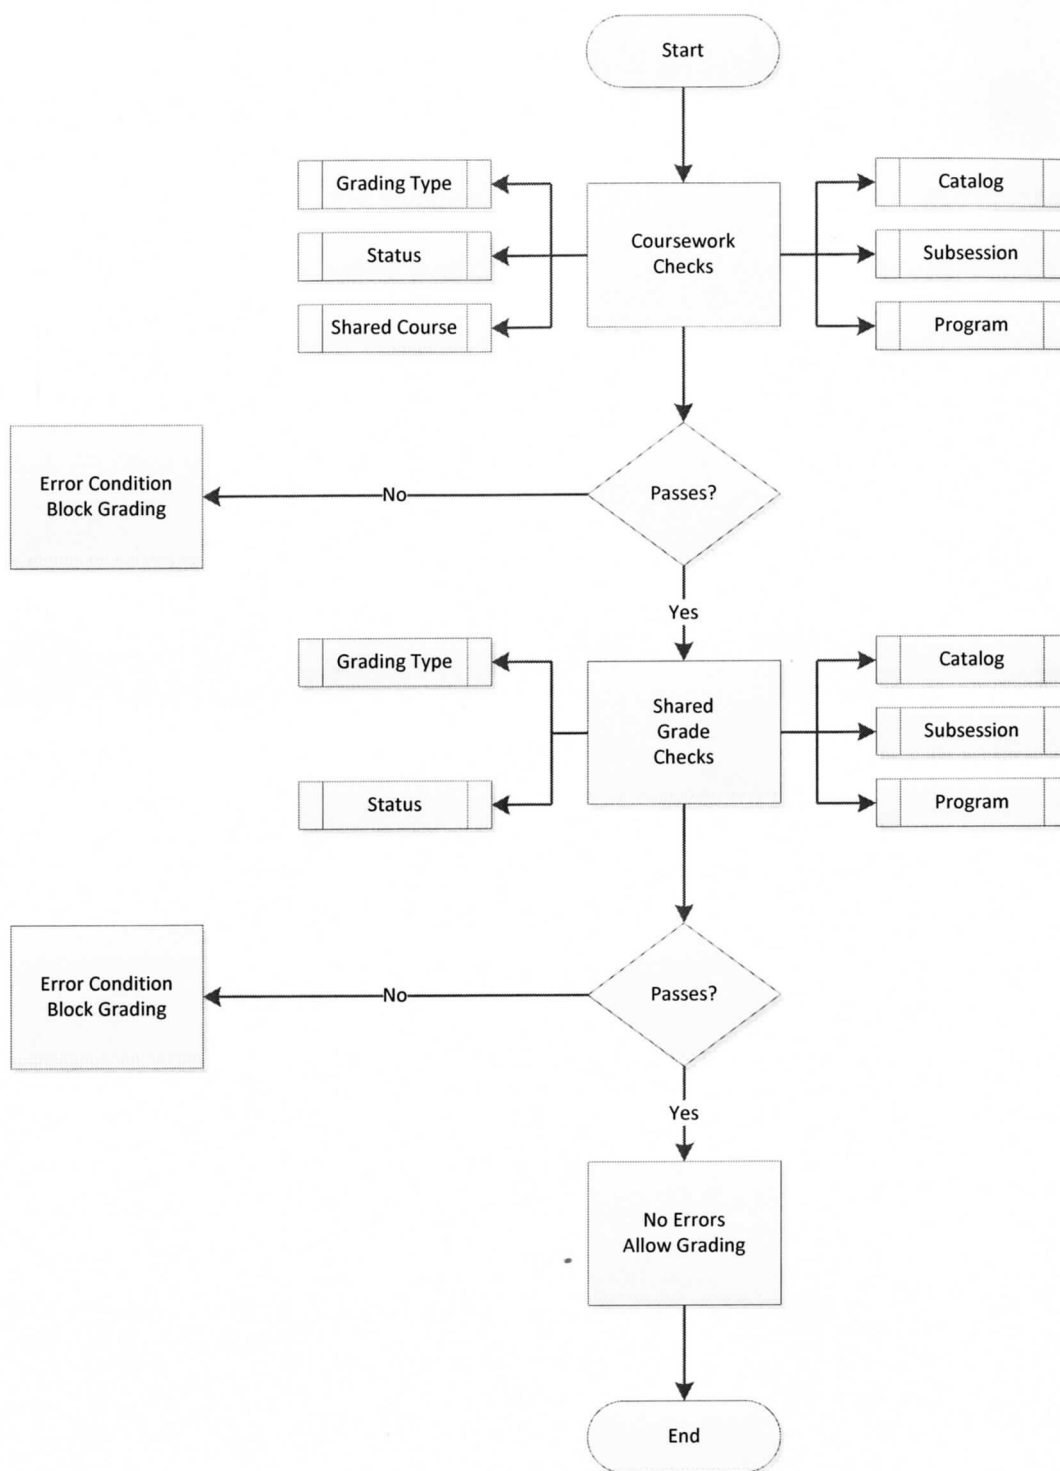 Start
Grading Type
Catalog
Status
Coursework
Checks
Subsession
Shared Course
Program
Error Condition
Block Grading
No
Passes?
Yes
Grading Type
Catalog
Shared
Grade
Checks
Subsession
Status
Program
Error Condition
Block Grading
No
Passes?
Yes
No Errors
Allow Grading
End